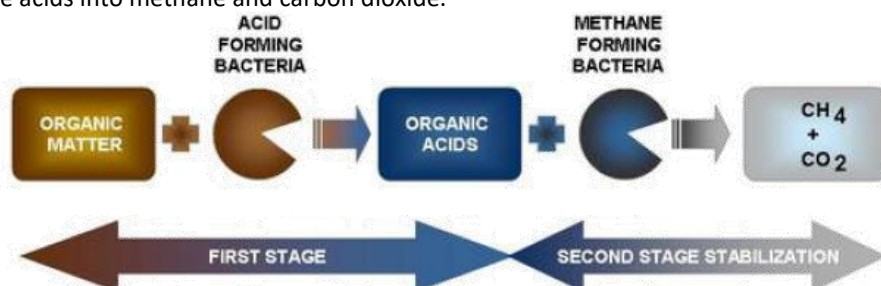 e acids into methane and carbon dioxide.
ACID
FORMING
BACTERIA
METHANE
FORMING
BACTERIA
ORGANIC
MATTER
ORGANIC
ACIDS
CH4
+
CO2
FIRST STAGE
SECOND STAGE STABILIZATION